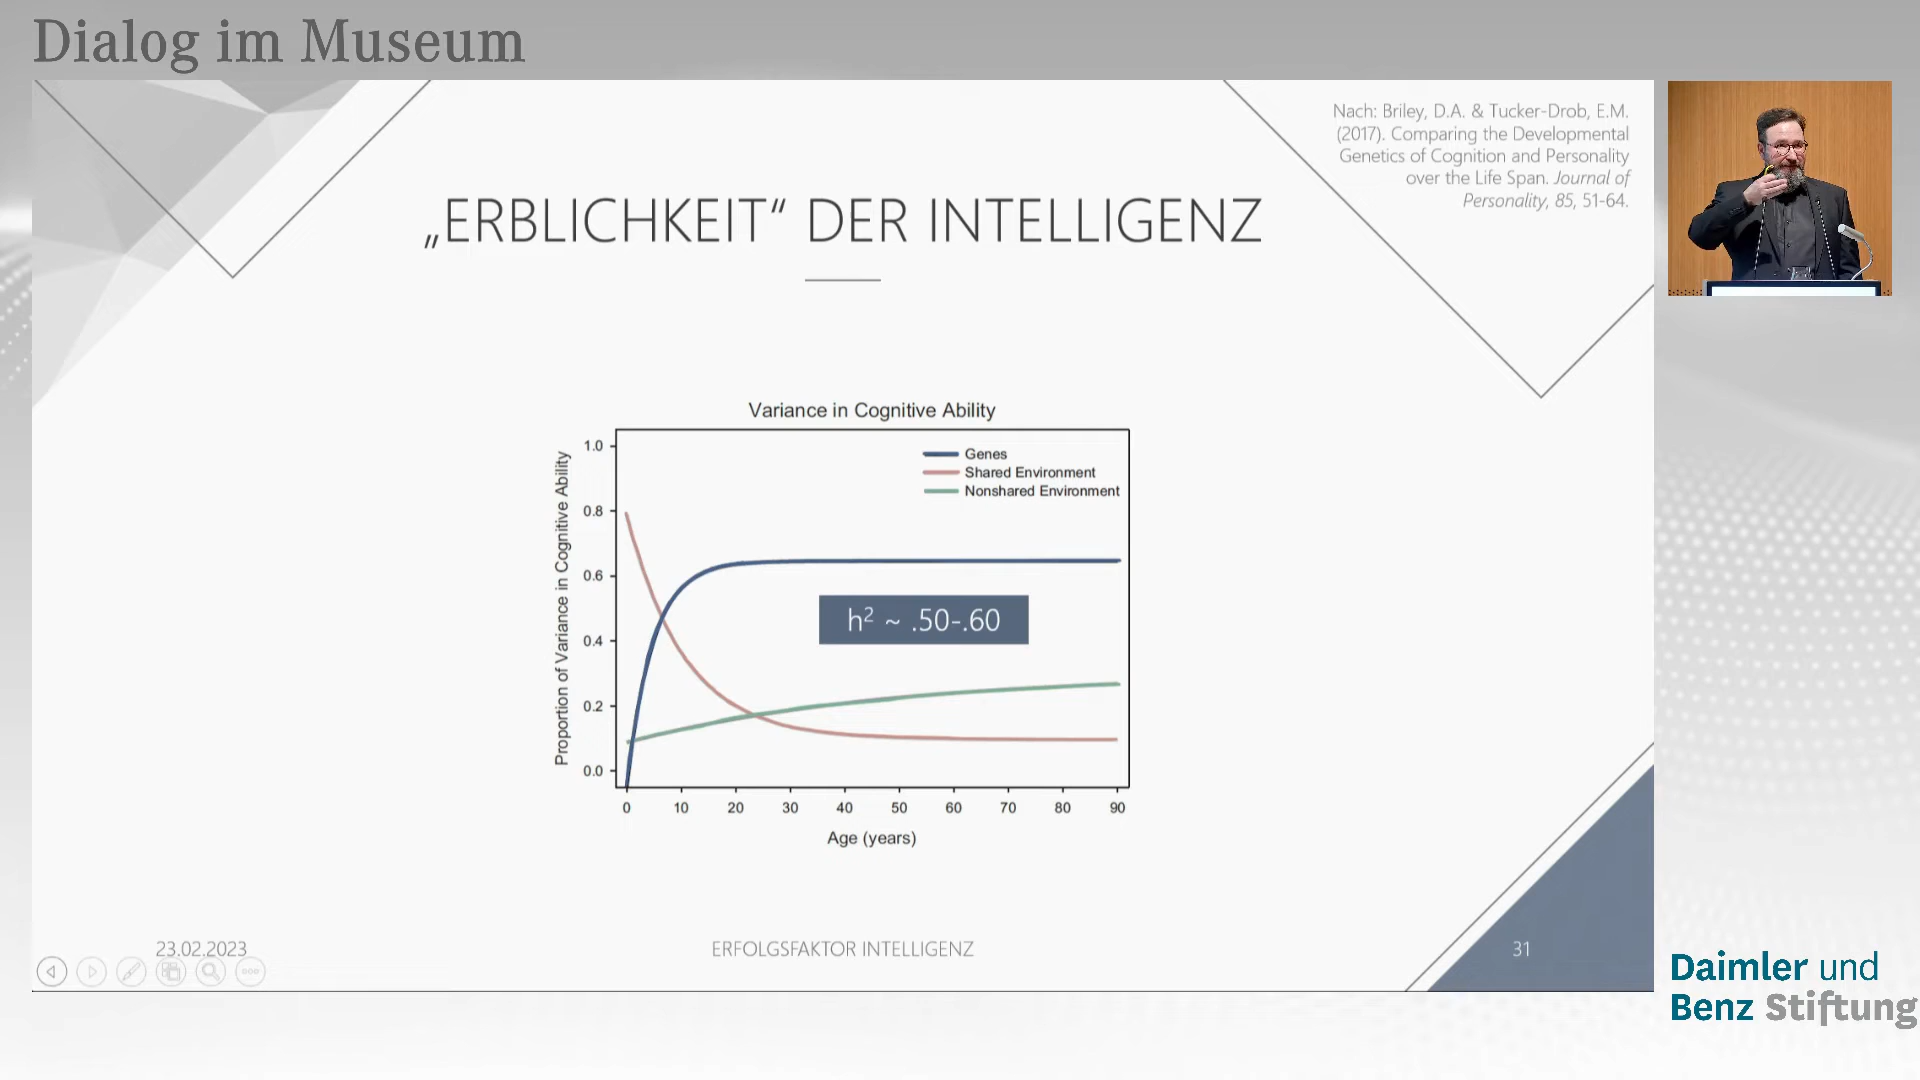 Dialog im Museum
Nach: Briley, D.A. & Tucker-Drob, E.M.
(2017). Comparing the Developmental
Genetics of Cognition and Personality
over the Life Span. Journal of
Personality, 85, 51-64.
„ERBLICHKEIT“ DER INTELLIGENZ
Variance in Cognitive Ability
Proportion of Variance in Cognitive Ability
1.0
0.8
0.6
0.4
0.2
0.0
Genes
Shared Environment
Nonshared Environment
h² ~ .50-.60
0 10 20 30 40 50 60 70 80 90
Age (years)
23.02.2023
ERFOLGSFAKTOR INTELLIGENZ
31
Daimler und
Benz Stiftung